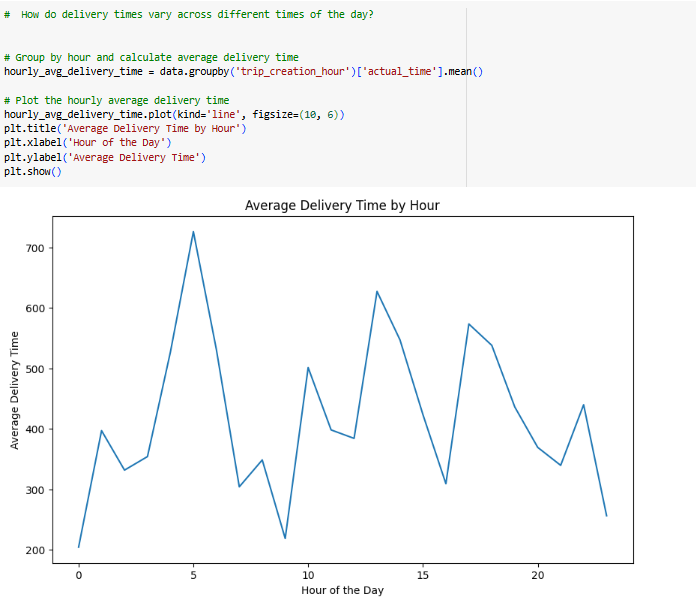 #  How do delivery times vary across different times of the day?
# Group by hour and calculate average delivery time
hourly_avg_delivery_time = data.groupby('trip_creation_hour')['actual_time'].mean()
# Plot the hourly average delivery time
hourly_avg_delivery_time.plot(kind='line', figsize=(10, 6))
plt.title('Average Delivery Time by Hour')
plt.xlabel('Hour of the Day')
plt.ylabel('Average Delivery Time')
plt.show()
Average Delivery Time by Hour
Average Delivery Time
700
600
500
400
300
200
0 5 10 15 20
Hour of the Day